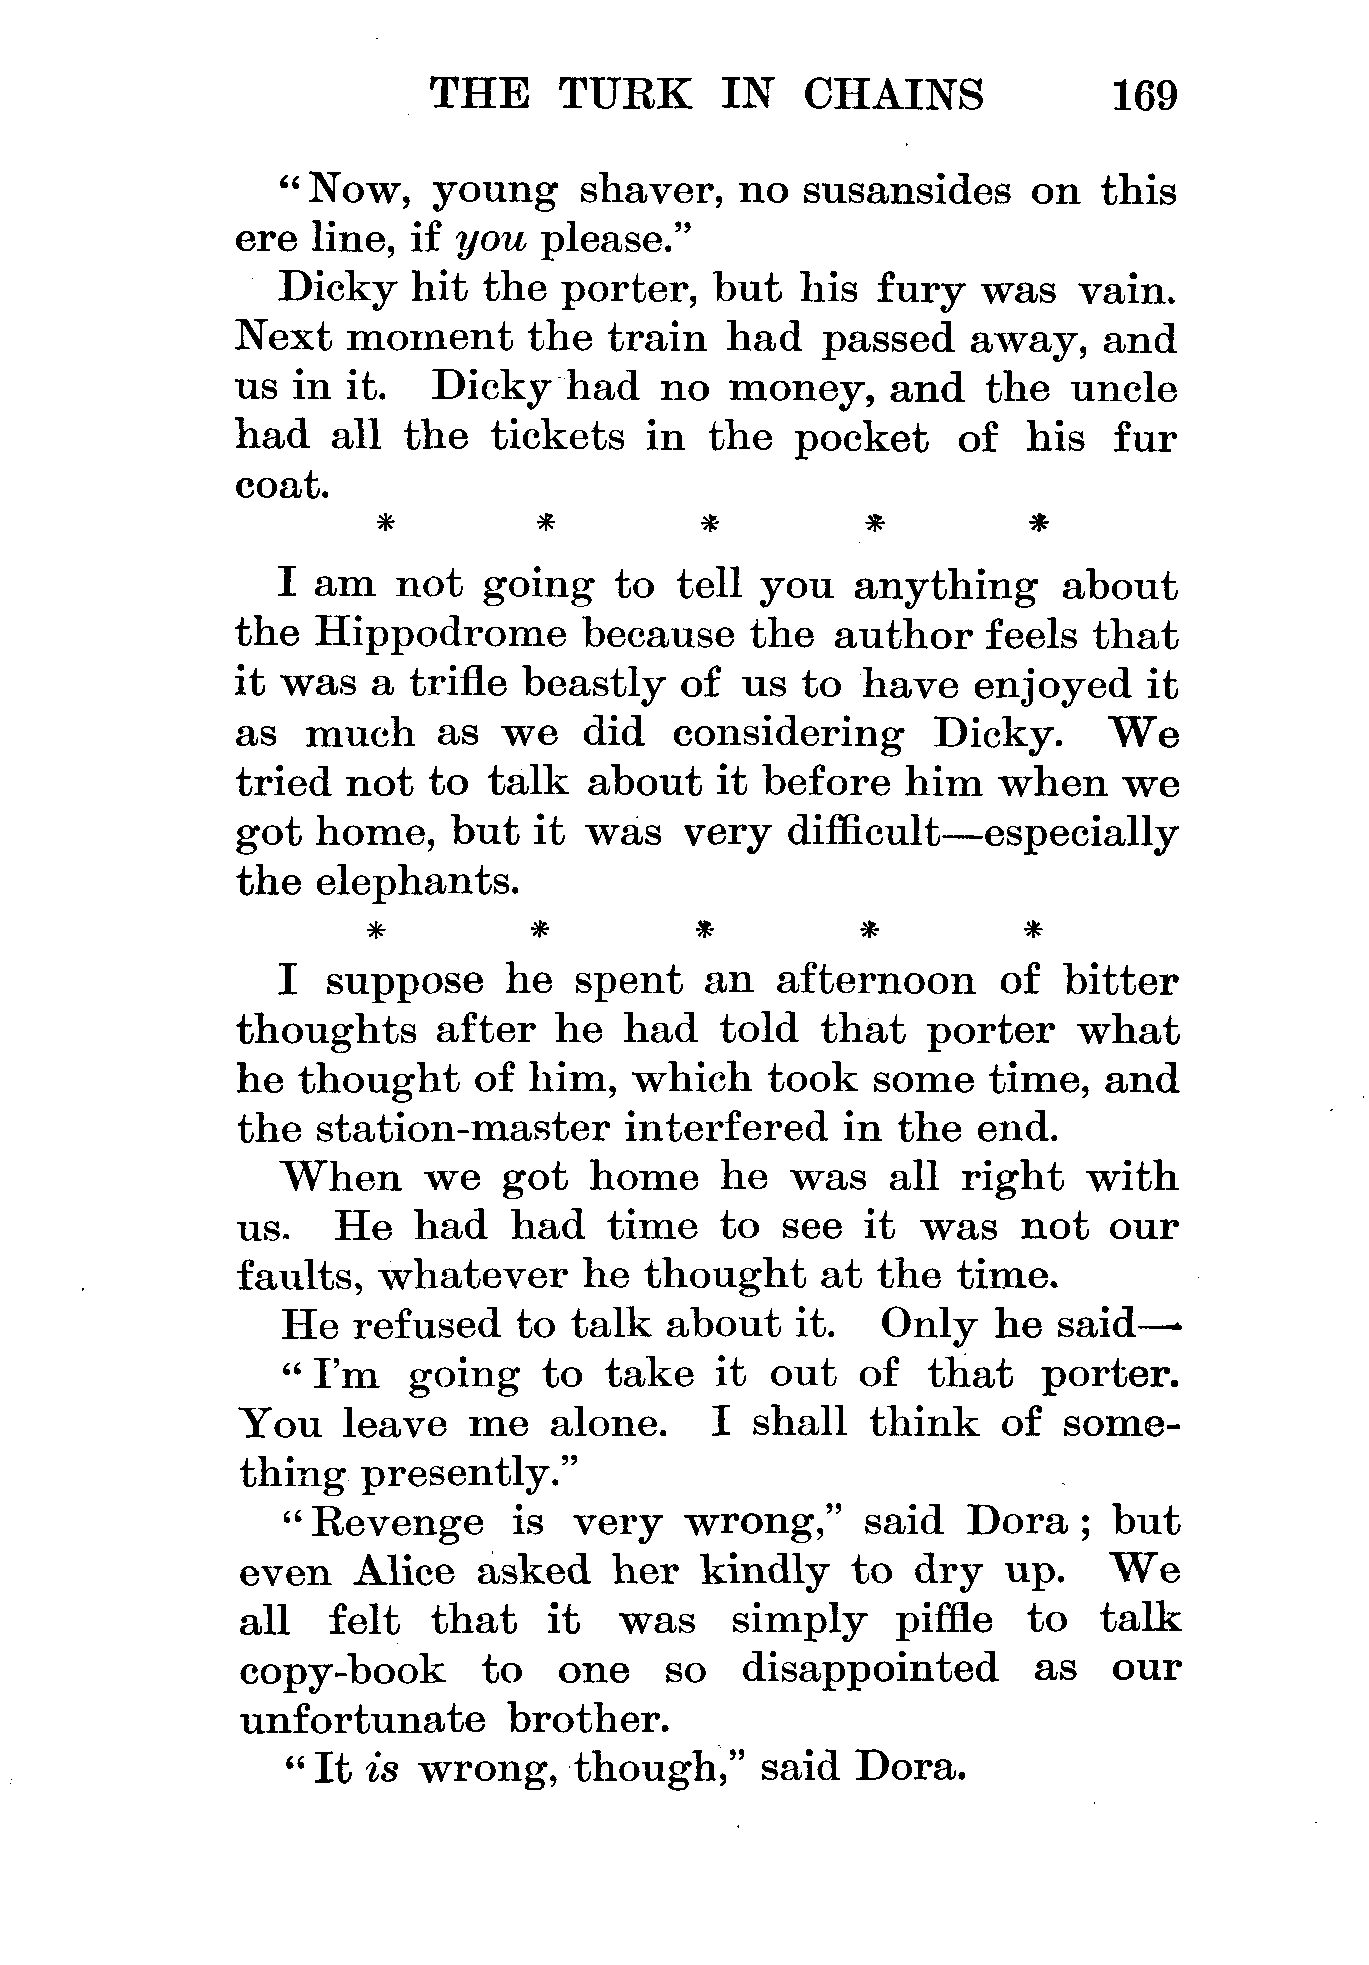 THE TURK IN CHAINS 169
“Now, young shaver, no susansides on this
ere line, if you please.”
Dicky hit the porter, but his fury was vain.
Next moment the train had passed away, and
us in it. Dicky had no money, and the uncle
had all the tickets in the pocket of his fur
coat.
* * * * *
I am not going to tell you anything about
the Hippodrome because the author feels that
it was a trifle beastly of us to have enjoyed it
as much as we did considering Dicky. We
tried not to talk about it before him when we
got home, but it was very difficult—especially
the elephants.
* * * * *
I suppose he spent an afternoon of bitter
thoughts after he had told that porter what
he thought of him, which took some time, and
the station-master interfered in the end.
When we got home he was all right with
us. He had had time to see it was not our
faults, whatever he thought at the time.
He refused to talk about it. Only he said—
“I’m going to take it out of that porter.
You leave me alone. I shall think of some-
thing presently.”
“Revenge is very wrong,” said Dora; but
even Alice asked her kindly to dry up. We
all felt that it was simply piffle to talk
copy-book to one so disappointed as our
unfortunate brother.
“It is wrong, though,” said Dora.